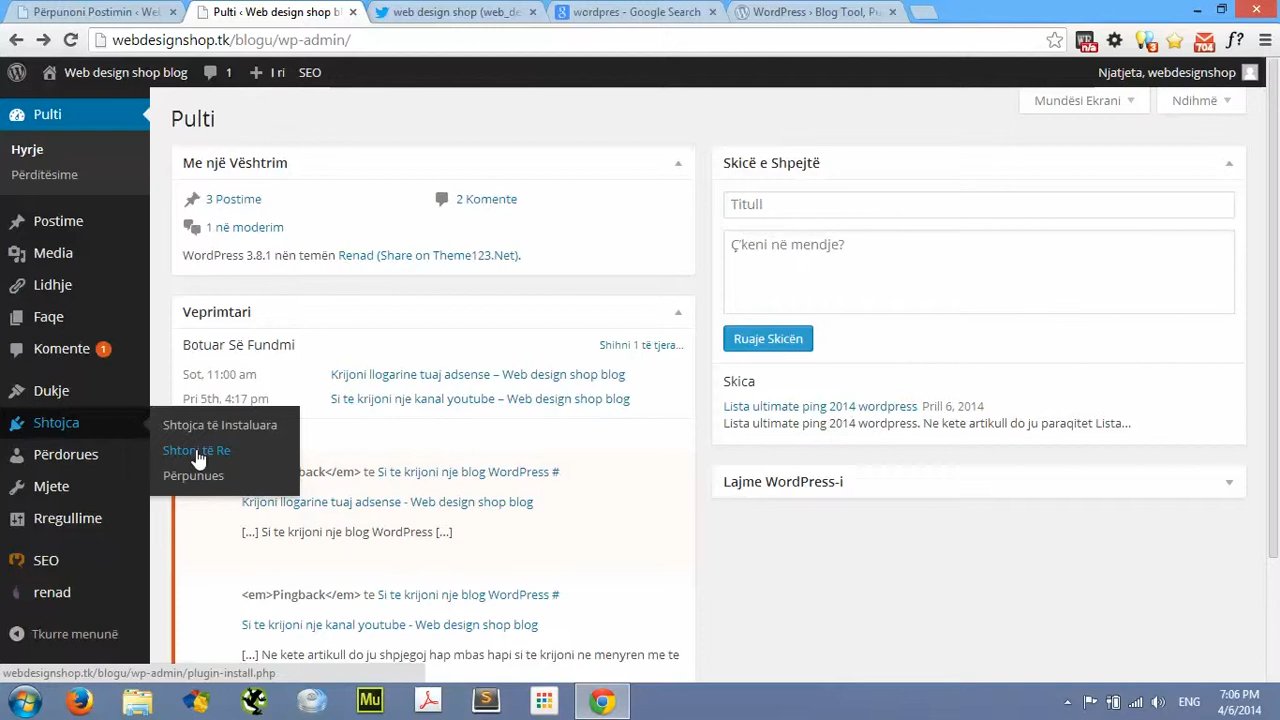 Përpunoni Postimin ‹ Web
Pulti ‹ Web design shop bl
web design shop (web_de
wordpres - Google Search
WordPress › Blog Tool, Pu
webdesignshop.tk/blogu/wp-admin/
n/a
3
704
f?
Web design shop blog
1
I ri
SEO
Njatjeta, webdesignshop
Pulti
Hyrje
Përditësime
Postime
Media
Lidhje
Faqe
Komente 1
Dukje
Shtojca
Përdorues
Mjete
Rregullime
SEO
renad
Tkurre menunë
Shtojca të Instaluara
Shtoni të Re
Përpunues
Mundësi Ekrani
Ndihmë
Pulti
Me një Vështrim
3 Postime
2 Komente
1 në moderim
WordPress 3.8.1 nën temën Renad (Share on Theme123.Net).
Veprimtari
Botuar Së Fundmi
Shihni 1 të tjera...
Sot, 11:00 am
Krijoni llogarine tuaj adsense – Web design shop blog
Pri 5th, 4:17 pm
Si te krijoni nje kanal youtube – Web design shop blog
back</em> te Si te krijoni nje blog WordPress #
Krijoni llogarine tuaj adsense - Web design shop blog
[...] Si te krijoni nje blog WordPress [...]
<em>Pingback</em> te Si te krijoni nje blog WordPress #
Si te krijoni nje kanal youtube - Web design shop blog
[...] Ne kete artikull do ju shpjegoj hap mbas hapi si te krijoni ne menyren me te
Skicë e Shpejtë
Titull
Ç'keni në mendje?
Ruaje Skicën
Skica
Lista ultimate ping 2014 wordpress Prill 6, 2014
Lista ultimate ping 2014 wordpress. Ne kete artikull do ju paraqitet Lista...
Lajme WordPress-i
webdesignshop.tk/blogu/wp-admin/plugin-install.php
Mu
S
ENG
7:06 PM
4/6/2014